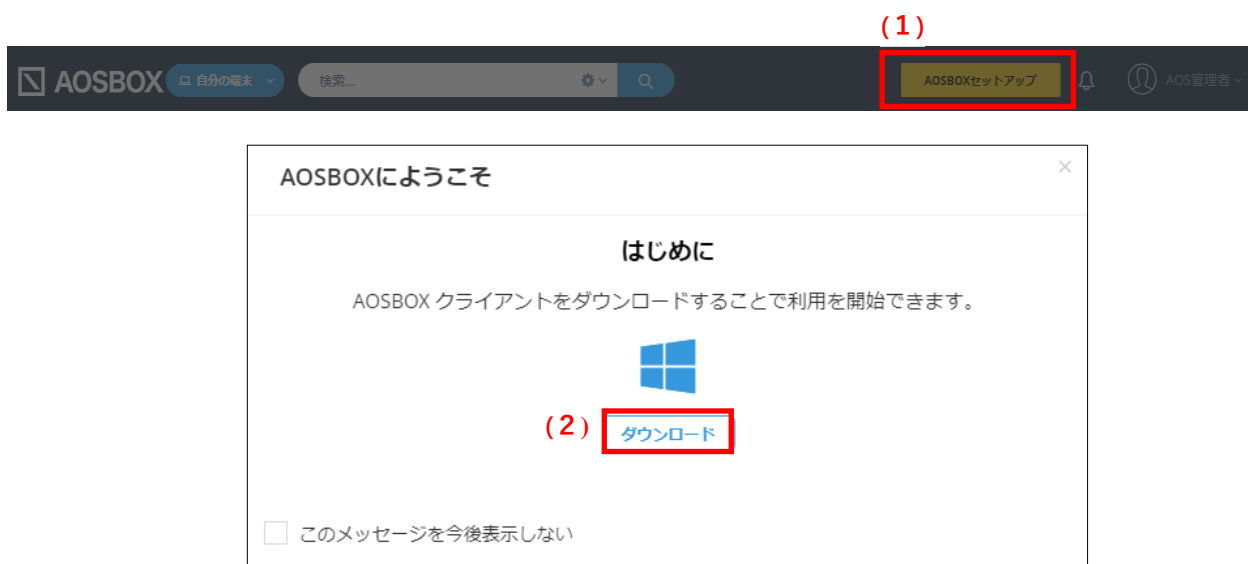 (1)
AOSBOX 自分の端末 検索... AOSBOXセットアップ AOS管理者
AOSBOXにようこそ ×
はじめに
AOSBOX クライアントをダウンロードすることで利用を開始できます。
(2) ダウンロード
このメッセージを今後表示しない